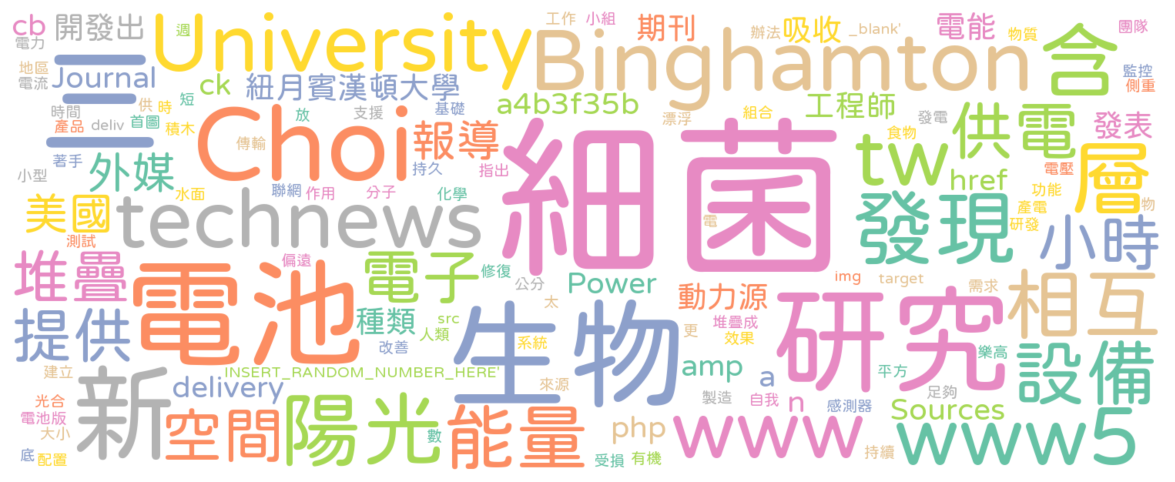 cb
開發出
週
University
Binghamton
工作
小組
期刊
辦法
吸收
_blank'
電能
物質
含
團隊
電力
地區
電流
三
Journal
ck
紐月賓漢頓大學
基礎
a4b3f35b
漂浮
組合
工程師
食物
發電
供電
發表
監控
側重
時間
供
時
短
產品
deliv
首圖
積木
放
支援
Choi
報導
細菌
tw
href
電壓
層
傳輸
著手
小型
外媒
水面
聯網
作用
持久
分子
指出
化學
功能
產電
物
研發
美國
測試
technews
電
發現
小時
堆疊
電池
偏遠
電子
修復
公分
Power
動力源
img
target
需求
相互
提供
種類
src
人類
改善
系統
太
生物
更
堆疊成
效果
研究
樂高
設備
建立
INSERT_RANDOM_NUMBER_HERE'
平方
新
delivery
來源
amp
a
製造
自我
n
感測器
足夠
光合
電池版
大小
底
配置
空間
陽光
數
能量
受損
有機
php
www
持續
Sources
www5